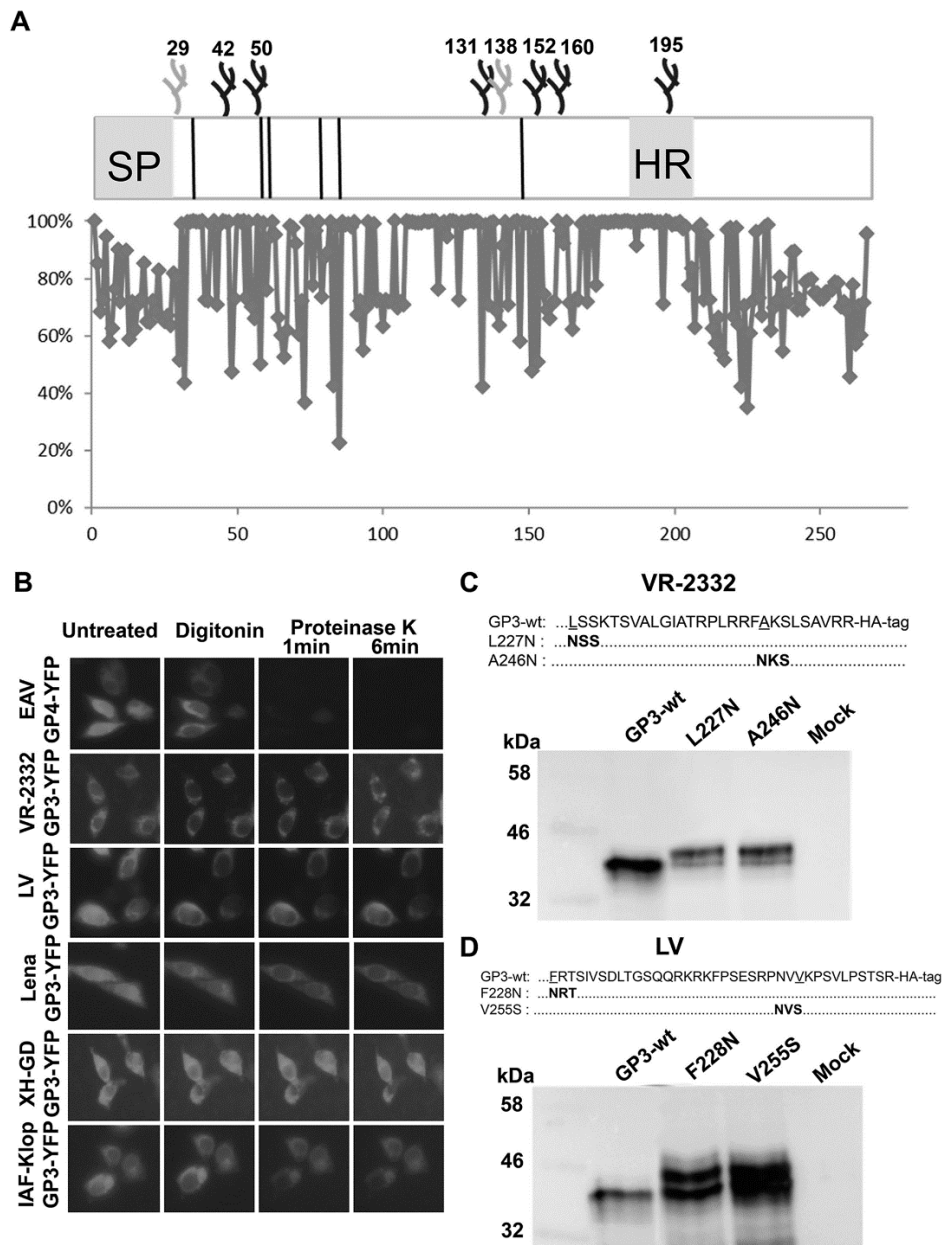 A
29 42 50 131 138 152 160 195
SP HR
100%
80%
60%
40%
20%
0%
0 50 100 150 200 250
B
Untreated Digitonin Proteinase K
1min 6min
EAV
GP4-YFP
VR-2332
GP3-YFP
LV
GP3-YFP
Lena
GP3-YFP
XH-GD
GP3-YFP
IAF-Klop
GP3-YFP
C
VR-2332
GP3-wt: ...LSSKTSVALGIATRPLRRFAKSLSAVRR-HA-tag
L227N : ...NSS..............................................................................
A246N : ...................................................NKS.............................
GP3-wt L227N A246N Mock
kDa
58
46
32
D
LV
GP3-wt: ...FRTSIVSDLTGSQQRKRKFPSESRPNVVKPSVLPSTSR-HA-tag
F228N : ...NRT..........................................................................................
V255S : ............................................................NVS.................................
GP3-wt F228N V255S Mock
kDa
58
46
32